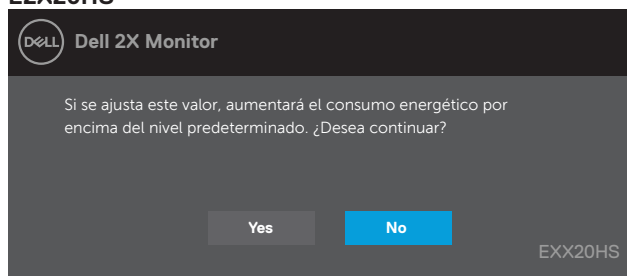 E2X20HS
DELL Dell 2X Monitor
Si se ajusta este valor, aumentará el consumo energético por
encima del nivel predeterminado. ¿Desea continuar?
Yes No
EXX20HS